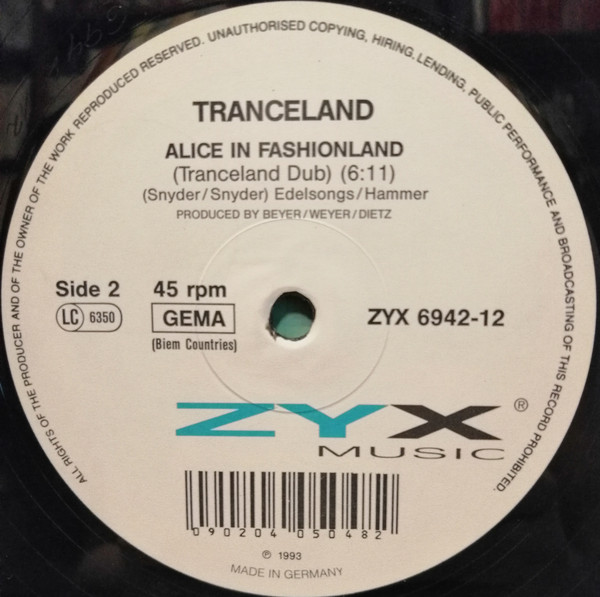 ALL RIGHTS OF THE PRODUCER AND OF THE OWNER OF THE WORK REPRODUCED RESERVED. UNAUTHORISED COPYING, HIRING, LENDING, PUBLIC PERFORMANCE AND BROADCASTING OF THIS RECORD PROHIBITED.
TRANCELAND
ALICE IN FASHIONLAND
(Tranceland Dub) (6:11)
(Snyder/Snyder) Edelsongs/Hammer
PRODUCED BY BEYER/WEYER/DIETZ
Side 2 45 rpm
LC 6350 GEMA ZYX 6942-12
(Biem Countries)
ZYX ®
MUSIC
090204 050482
℗ 1993
MADE IN GERMANY